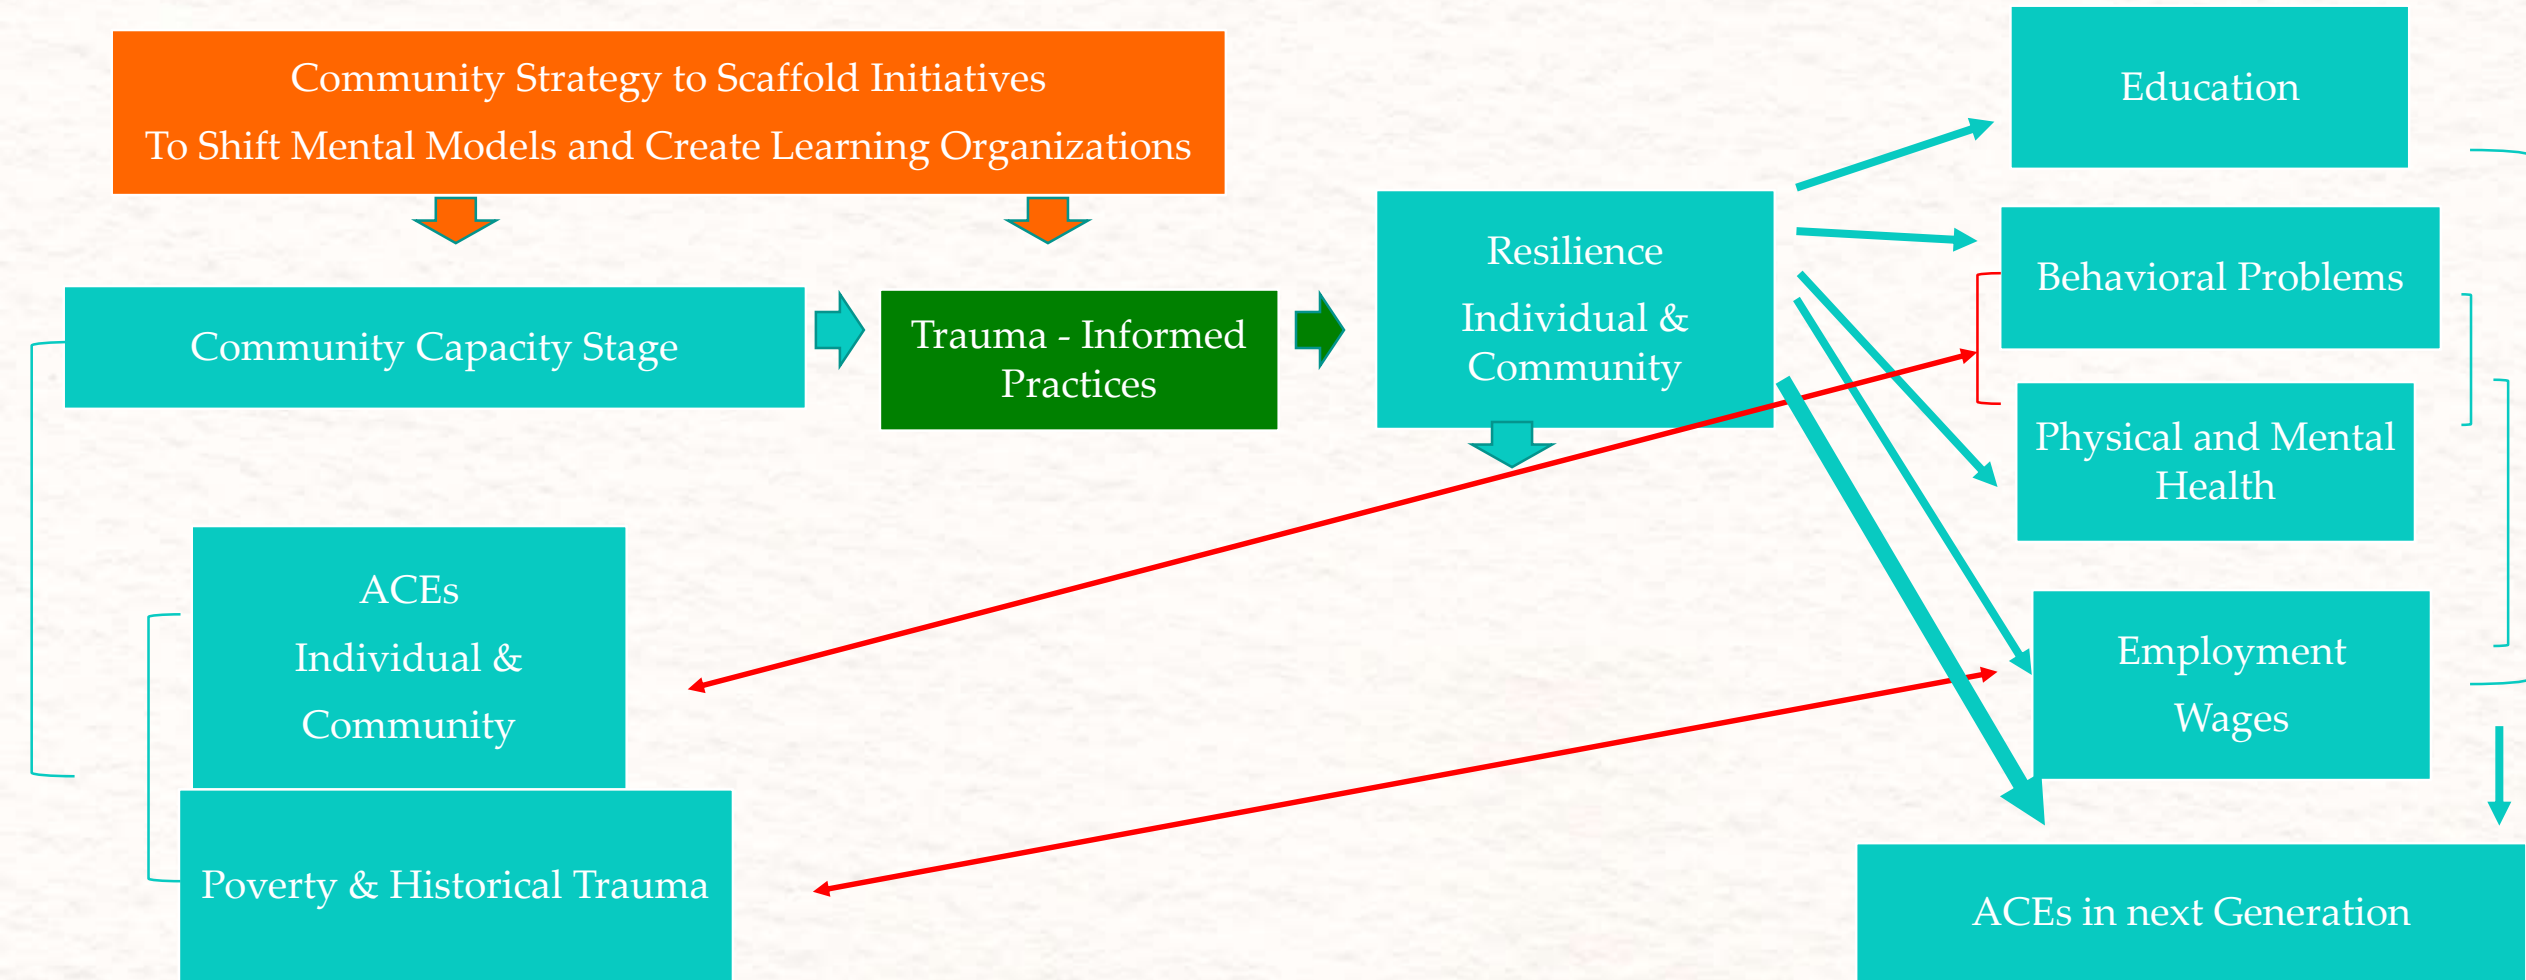 Community Strategy to Scaffold Initiatives
To Shift Mental Models and Create Learning Organizations
Community Capacity Stage
Trauma - Informed
Practices
Resilience
Individual &
Community
Education
Behavioral Problems
Physical and Mental
Health
Employment
Wages
ACEs in next Generation
ACEs
Individual &
Community
Poverty & Historical Trauma